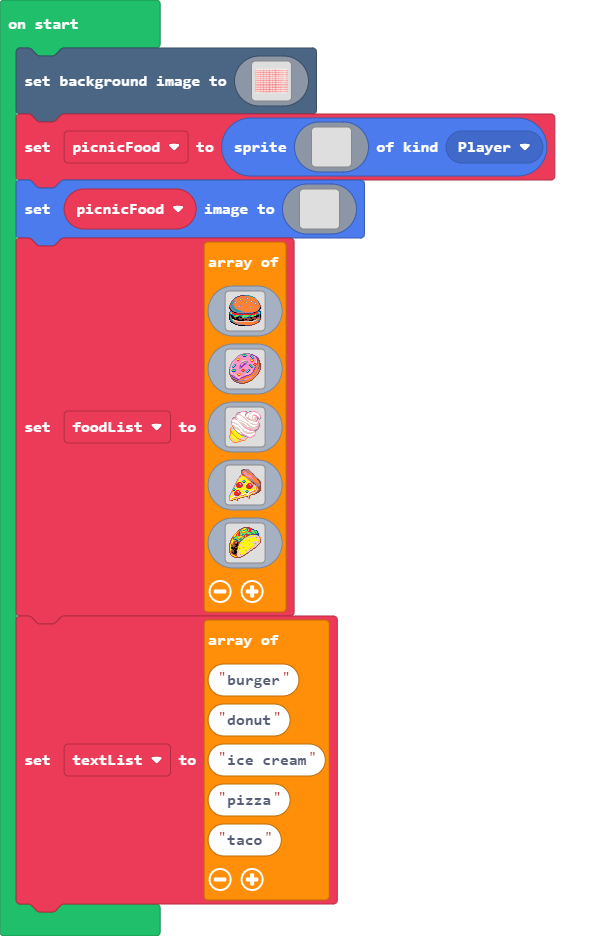 on start
set background image to
set picnicFood to sprite of kind Player
set picnicFood image to
array of
set foodList to
array of
"burger"
"donut"
set textList to "ice cream"
"pizza"
"taco"